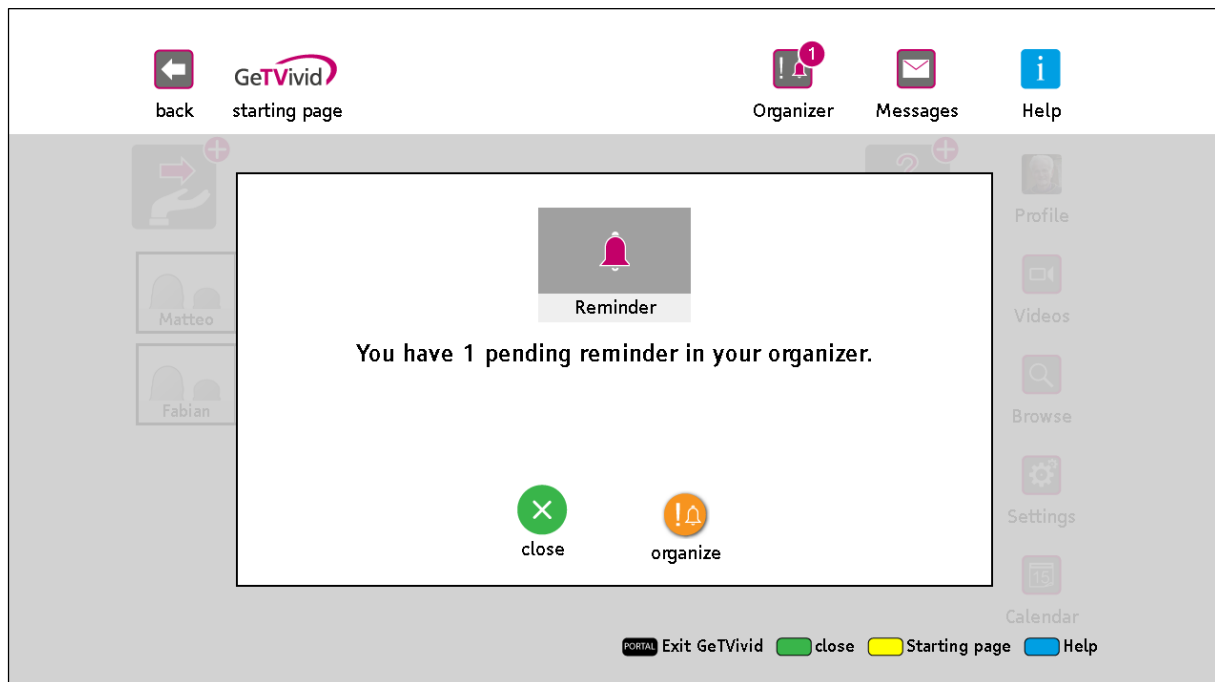 1
GeTVivid
i
back
starting page
Organizer
Messages
Help
Profile
Matteo
Videos
Fabian
Browse
Settings
15
Calendar
Reminder
You have 1 pending reminder in your organizer.
close
organize
PORTAL Exit GeTVivid close Starting page Help